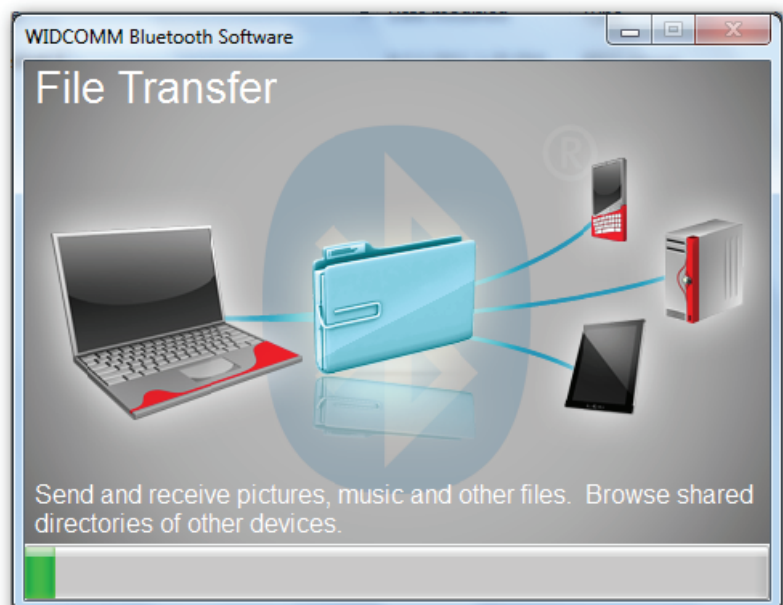 WIDCOMM Bluetooth Software
File Transfer
®
Send and receive pictures, music and other files. Browse shared
directories of other devices.